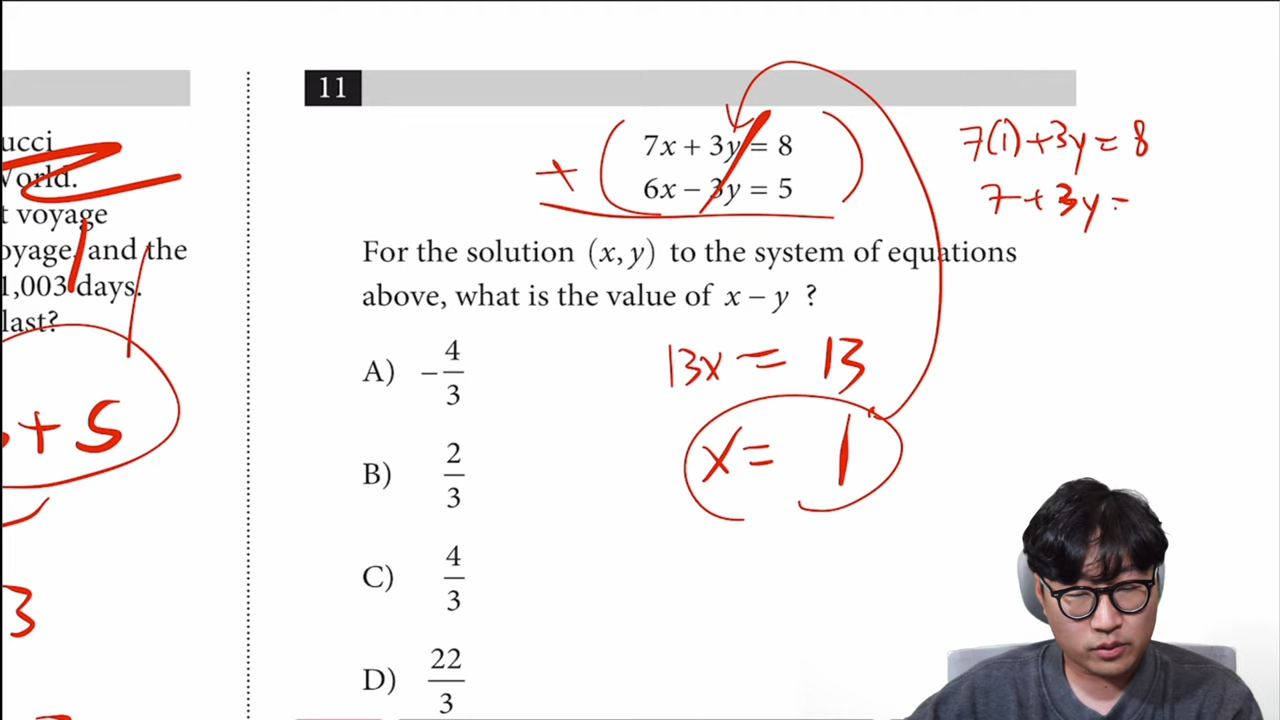 ucci
World.
t voyage
oyage, and the
1,003 days.
last?
+ 5
3
11
7x + 3y = 8
+
6x − 3y = 5
For the solution (x, y) to the system of equations
above, what is the value of x − y ?
A) −4/3
B) 2/3
C) 4/3
D) 22/3
13x = 13
x = 1
7(1)+3y=8
7+3y=